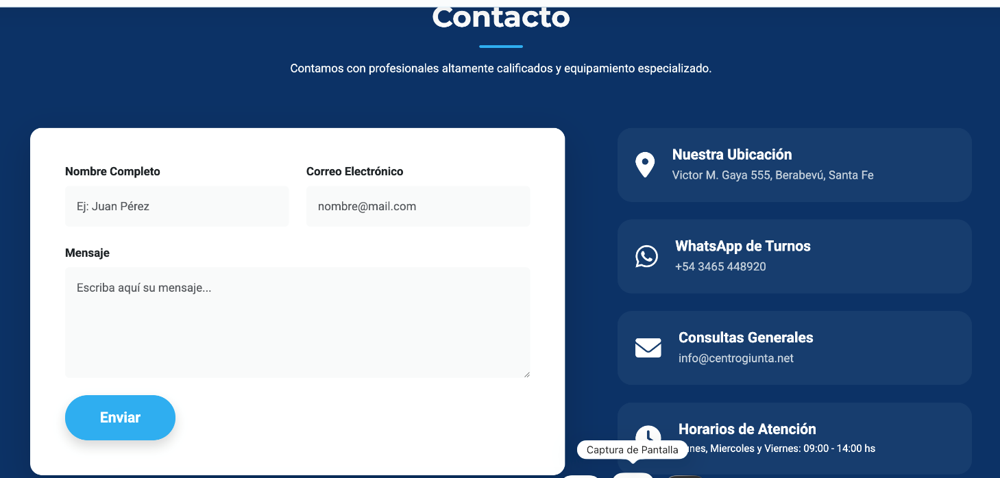 Contacto
Contamos con profesionales altamente calificados y equipamiento especializado.
Nombre Completo
Correo Electrónico
Ej: Juan Pérez
nombre@mail.com
Mensaje
Escriba aquí su mensaje...
Enviar
Nuestra Ubicación
Victor M. Gaya 555, Berabevú, Santa Fe
WhatsApp de Turnos
+54 3465 448920
Consultas Generales
info@centrogiunta.net
Horarios de Atención
Miercoles y Viernes: 09:00 - 14:00 hs
Captura de Pantalla